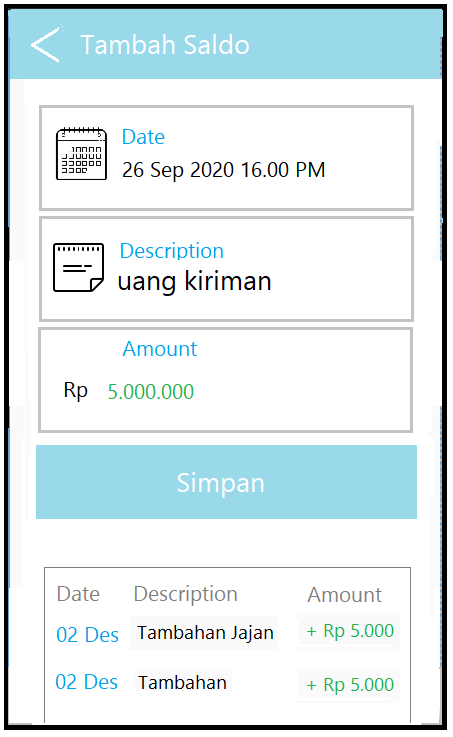 Tambah Saldo
Date
26 Sep 2020 16.00 PM
Description
uang kiriman
Amount
Rp 5.000.000
Simpan
Date Description Amount
02 Des Tambahan Jajan + Rp 5.000
02 Des Tambahan + Rp 5.000